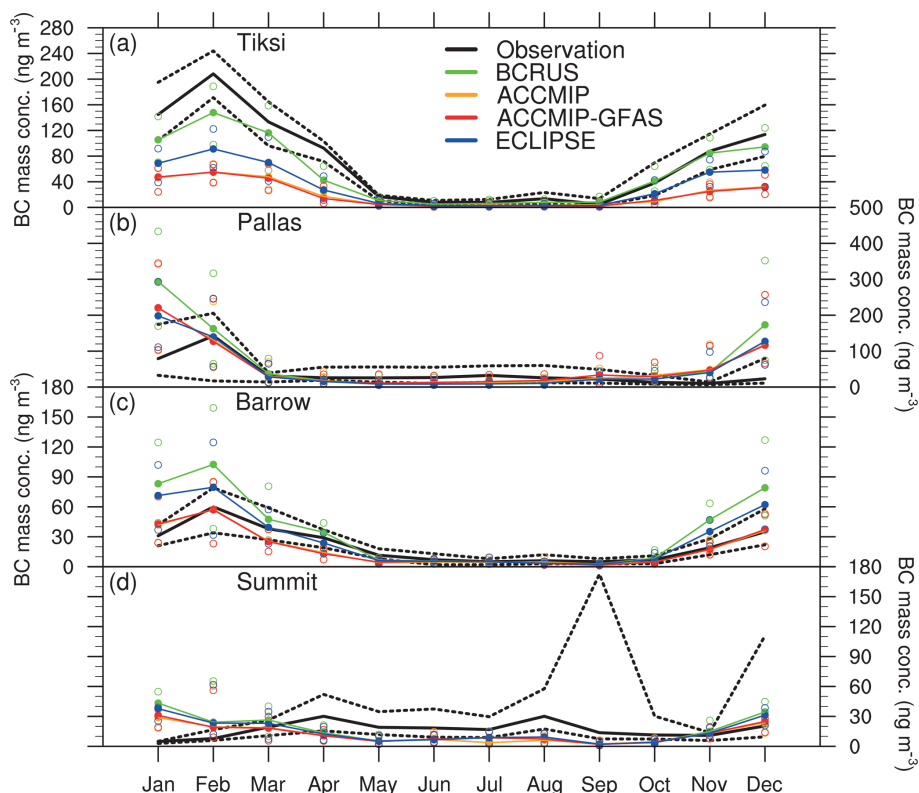 (a) Tiksi
Observation
BCRUS
ACCMIP
ACCMIP-GFAS
ECLIPSE
BC mass conc. (ng m⁻³)
280
240
200
160
120
80
40
0
(b) Pallas
BC mass conc. (ng m⁻³)
500
400
300
200
100
0
(c) Barrow
BC mass conc. (ng m⁻³)
180
150
120
90
60
30
0
(d) Summit
BC mass conc. (ng m⁻³)
180
150
120
90
60
30
0
Jan Feb Mar Apr May Jun Jul Aug Sep Oct Nov Dec